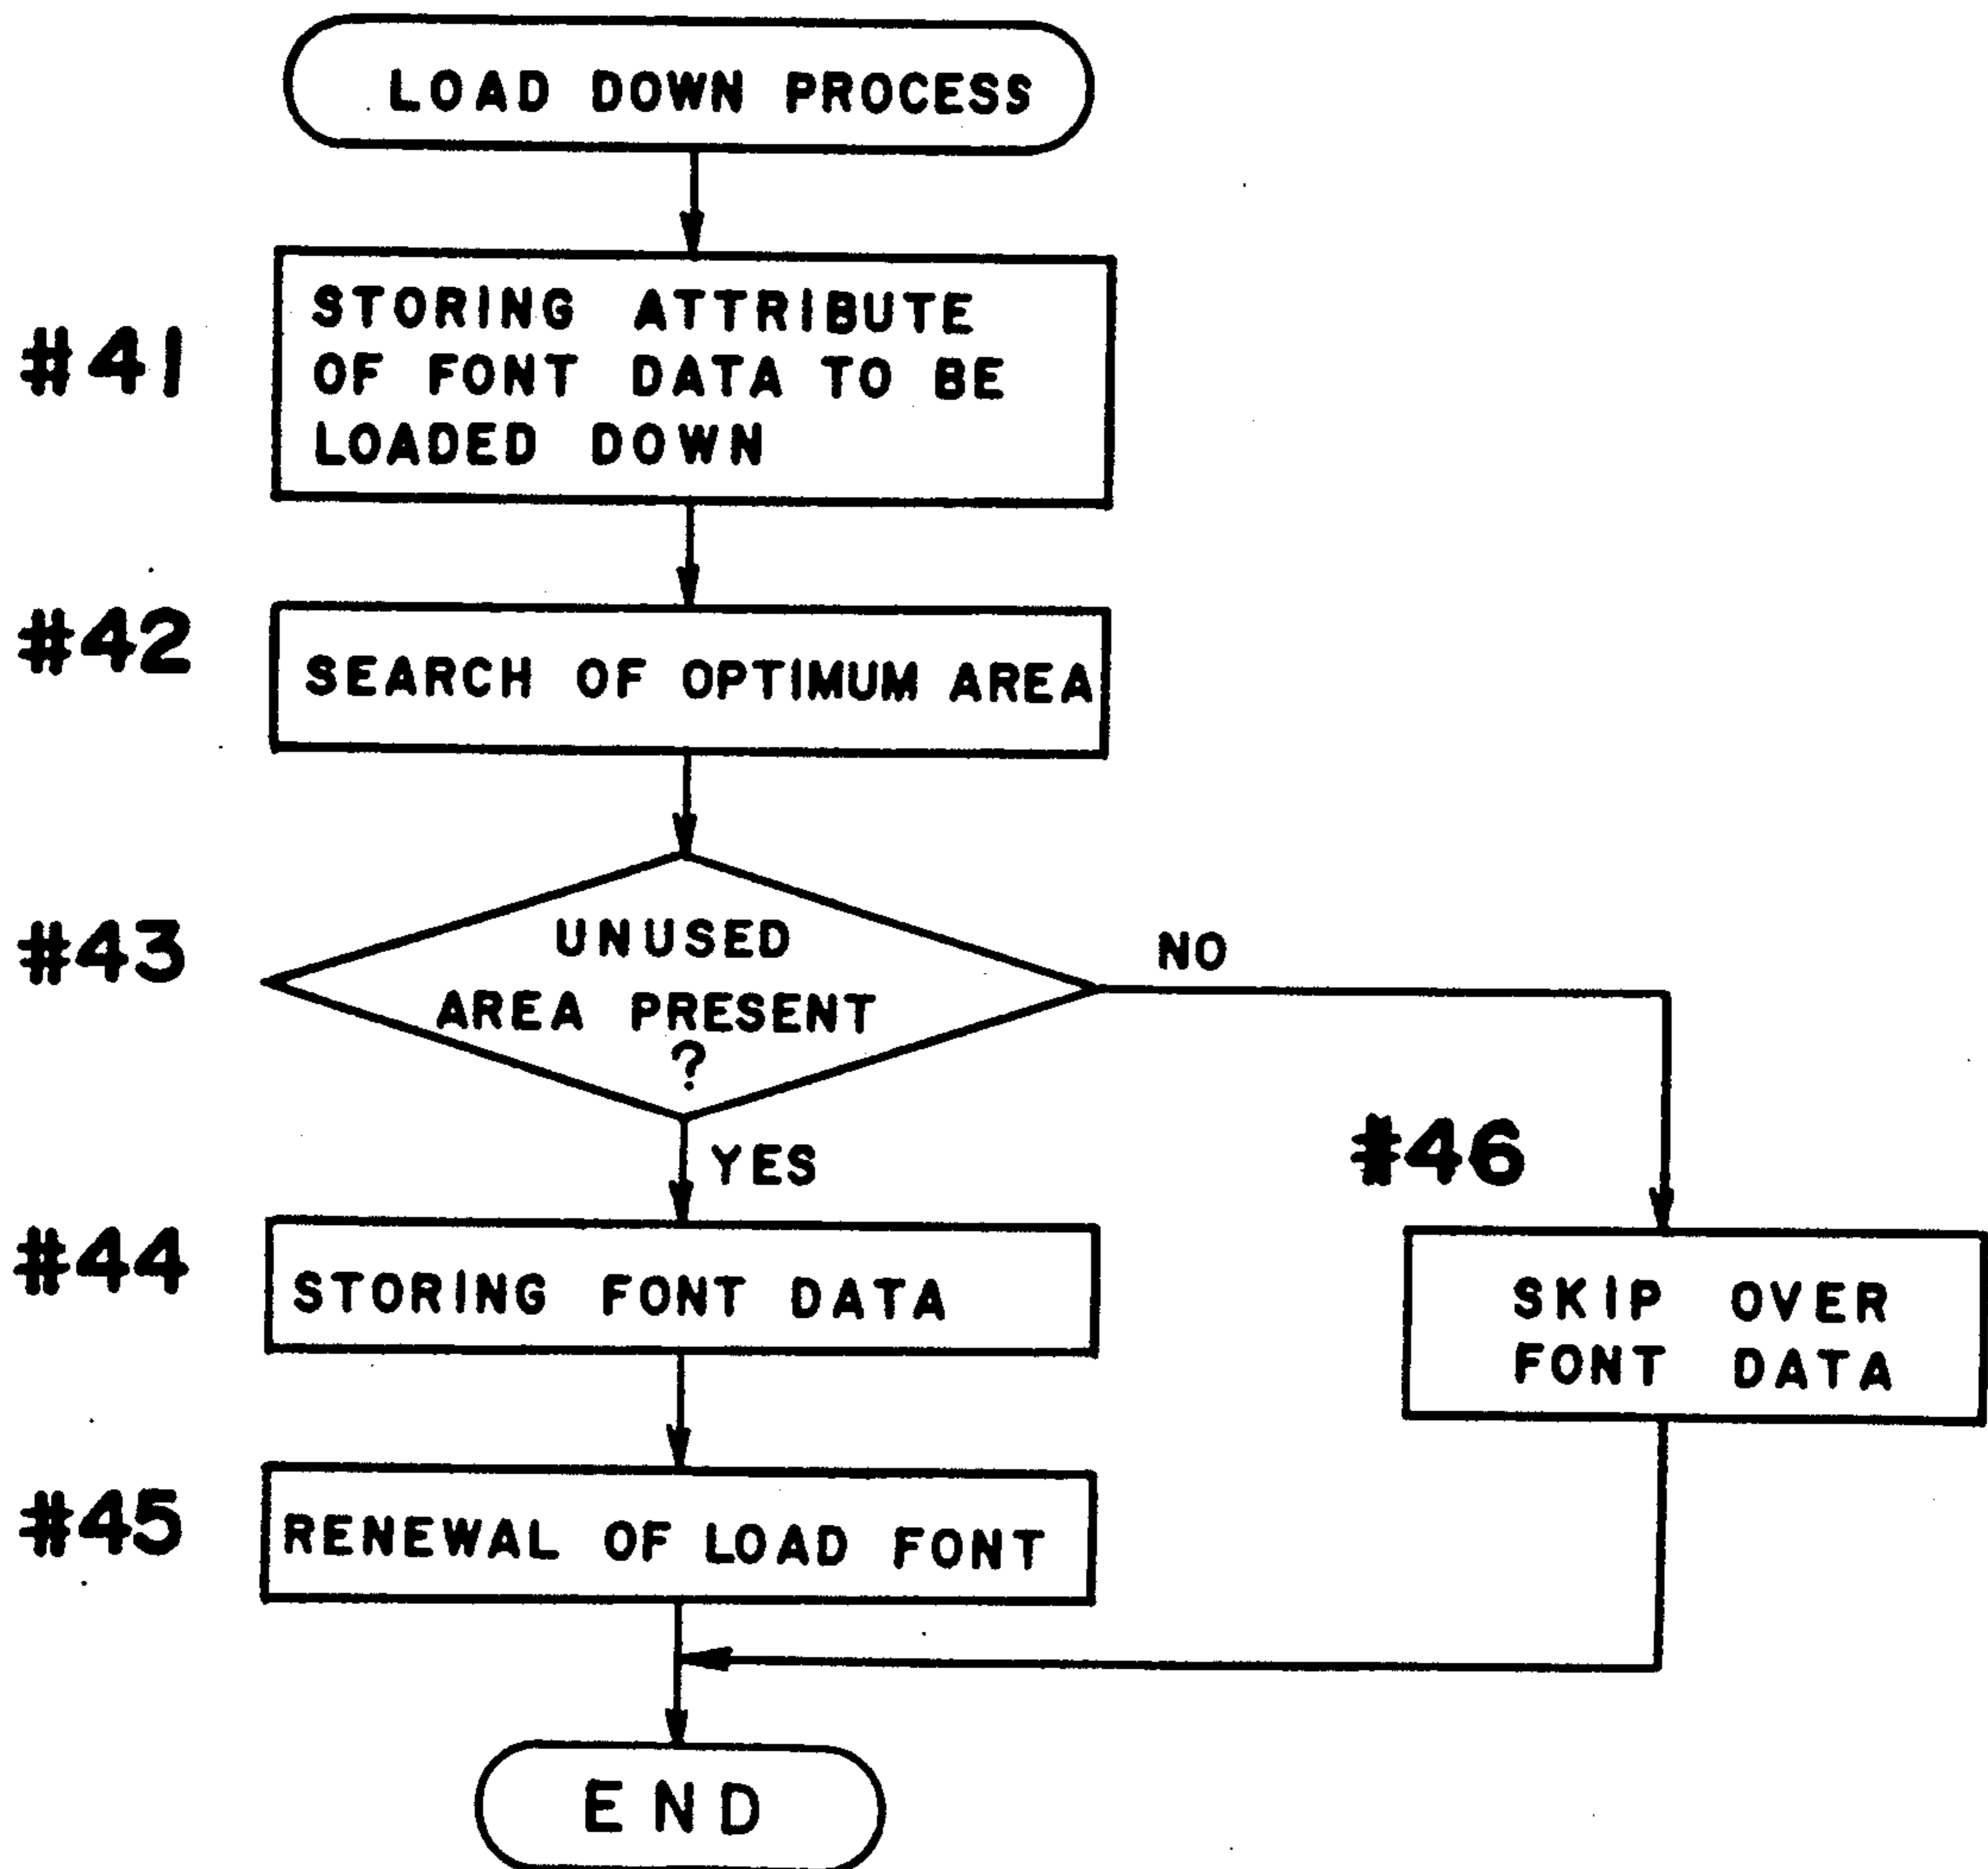 LOAD DOWN PROCESS
#41
STORING ATTRIBUTE
OF FONT DATA TO BE
LOADED DOWN
#42
SEARCH OF OPTIMUM AREA
#43
UNUSED
AREA PRESENT
?
NO
YES
#46
#44
STORING FONT DATA
SKIP OVER
FONT DATA
#45
RENEWAL OF LOAD FONT
END